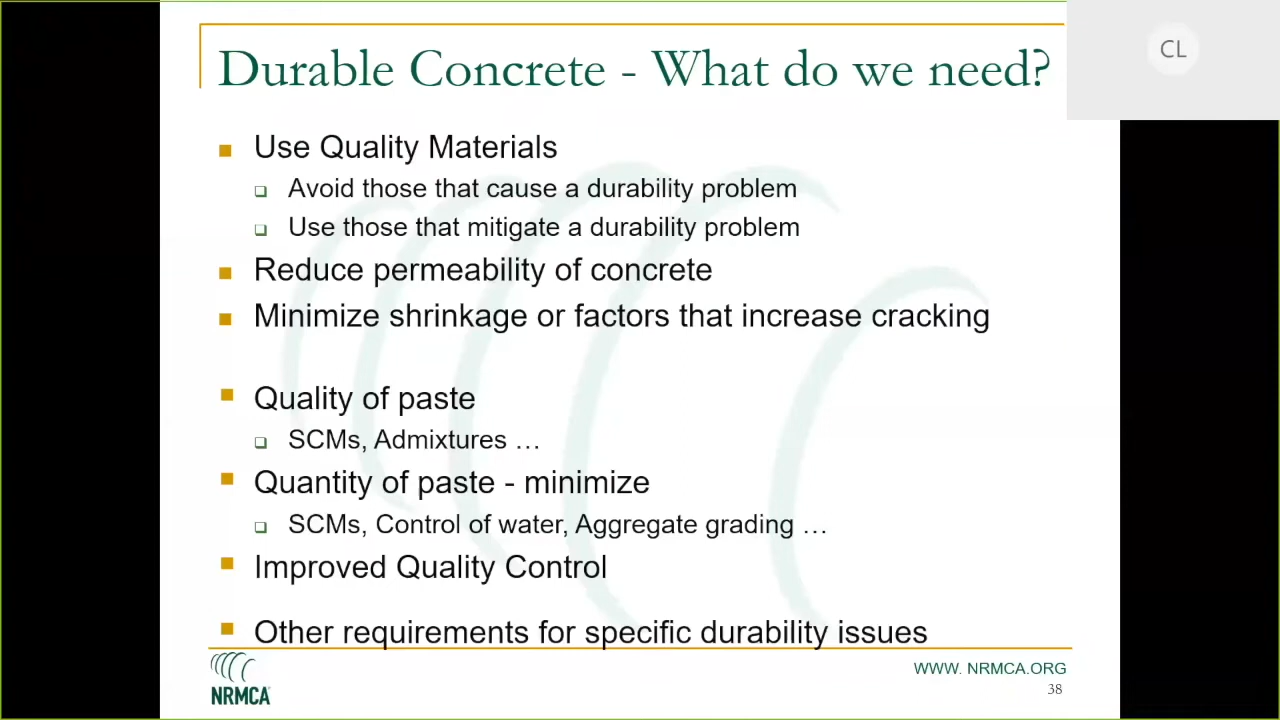 Durable Concrete - What do we need?
CL
Use Quality Materials
Avoid those that cause a durability problem
Use those that mitigate a durability problem
Reduce permeability of concrete
Minimize shrinkage or factors that increase cracking
Quality of paste
SCMs, Admixtures …
Quantity of paste - minimize
SCMs, Control of water, Aggregate grading …
Improved Quality Control
Other requirements for specific durability issues
NRMCA
WWW. NRMCA.ORG
38